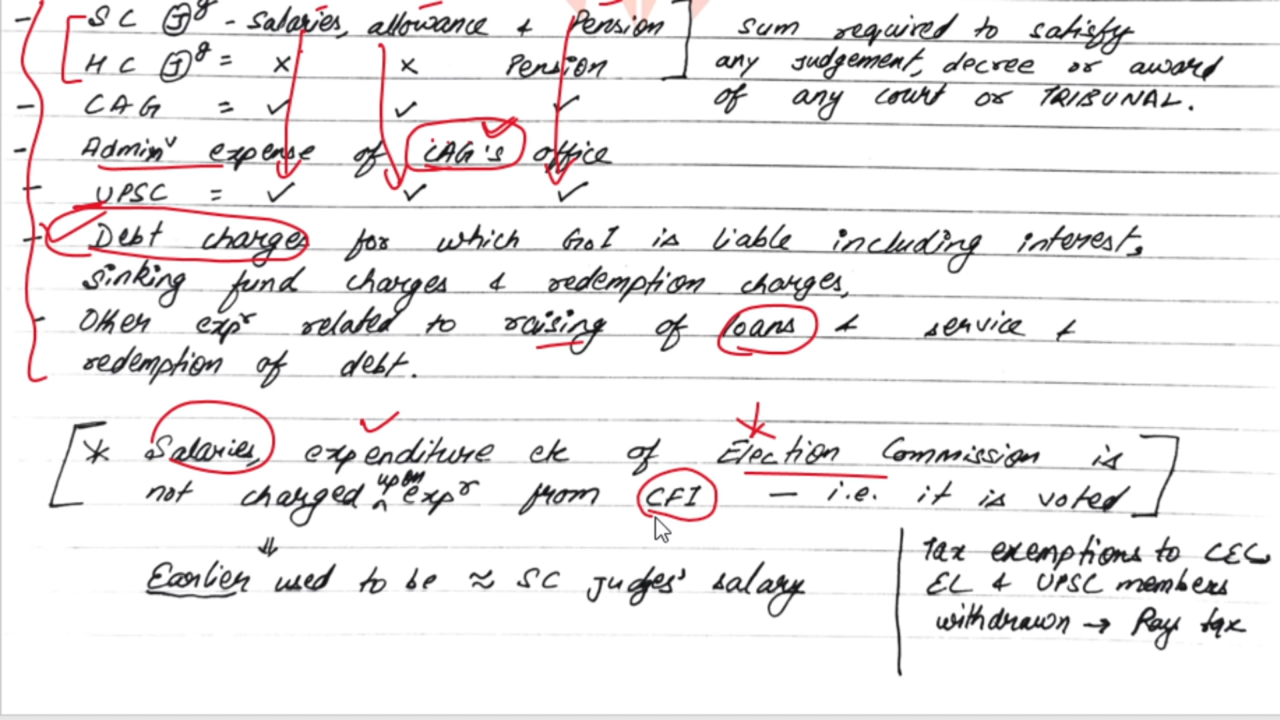 - SC (J)g - Salaries, allowance & Pension
HC (J)g = × × Pension
sum required to satisfy
any judgement, decree or award
of any court or TRIBUNAL.
- CAG = ✓ ✓ ✓
- Adminv expense of CAG's office
- UPSC = ✓ ✓ ✓
- Debt charges for which GoI is liable including interest,
sinking fund charges & redemption charges,
- Other expr related to raising of loans & service &
redemption of debt.
[* Salaries, expenditure etc of Election Commission is
not charged upon expr from CFI — i.e. it is voted]
⇓
Earlier used to be ≈ SC judges' salary
Tax exemptions to CEC,
EC & UPSC members
withdrawn → Pay tax